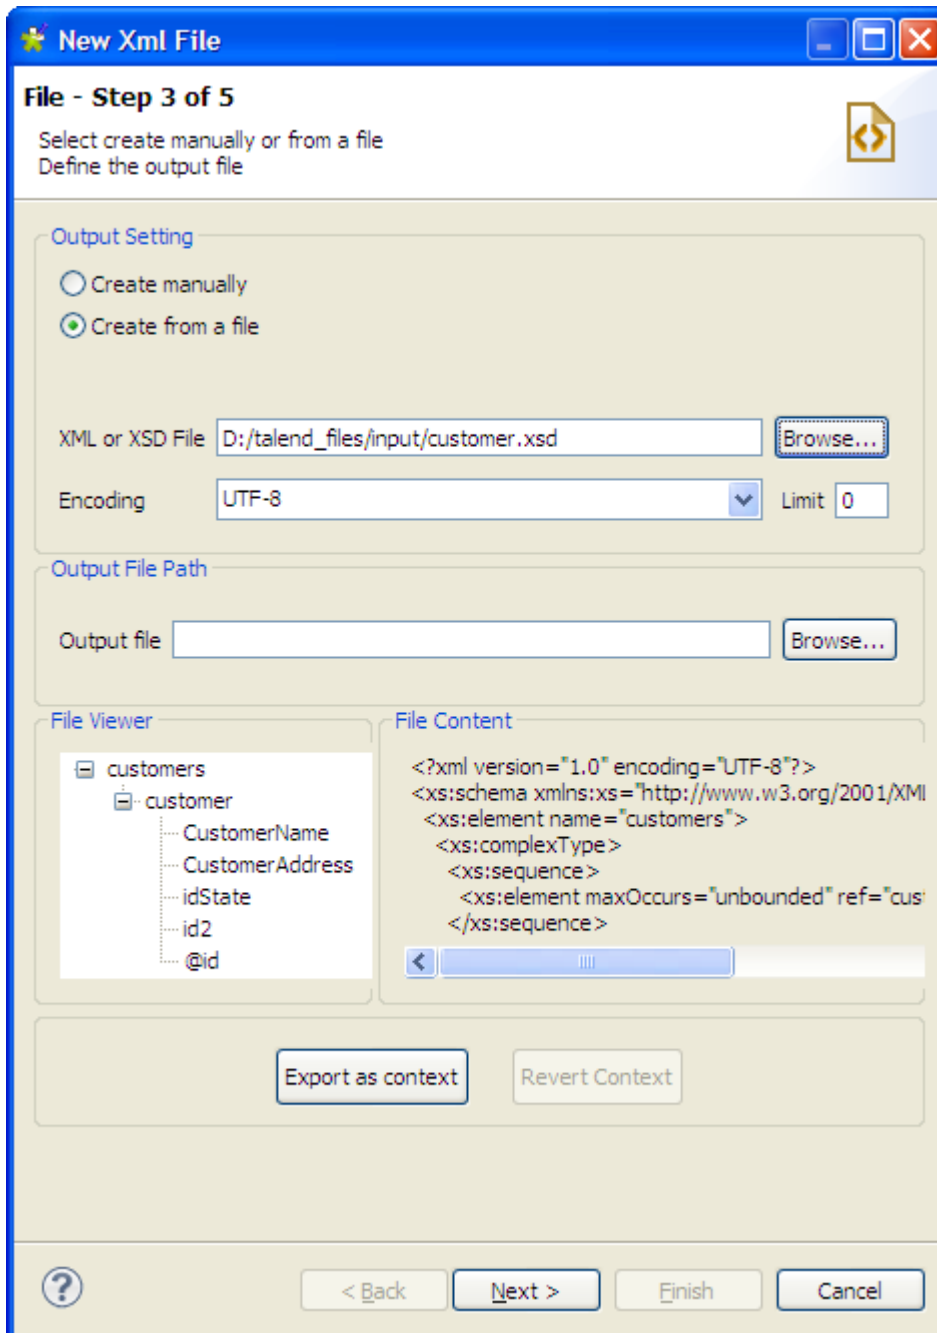 New Xml File
File - Step 3 of 5
Select create manually or from a file
Define the output file
Output Setting
Create manually
Create from a file
XML or XSD File D:/talend_files/input/customer.xsd Browse...
Encoding UTF-8 Limit 0
Output File Path
Output file Browse...
File Viewer
customers
customer
CustomerName
CustomerAddress
idState
id2
@id
File Content
<?xml version="1.0" encoding="UTF-8"?>
<xs:schema xmlns:xs="http://www.w3.org/2001/XML
<xs:element name="customers">
<xs:complexType>
<xs:sequence>
<xs:element maxOccurs="unbounded" ref="cust
</xs:sequence>
Export as context Revert Context
? < Back Next > Finish Cancel